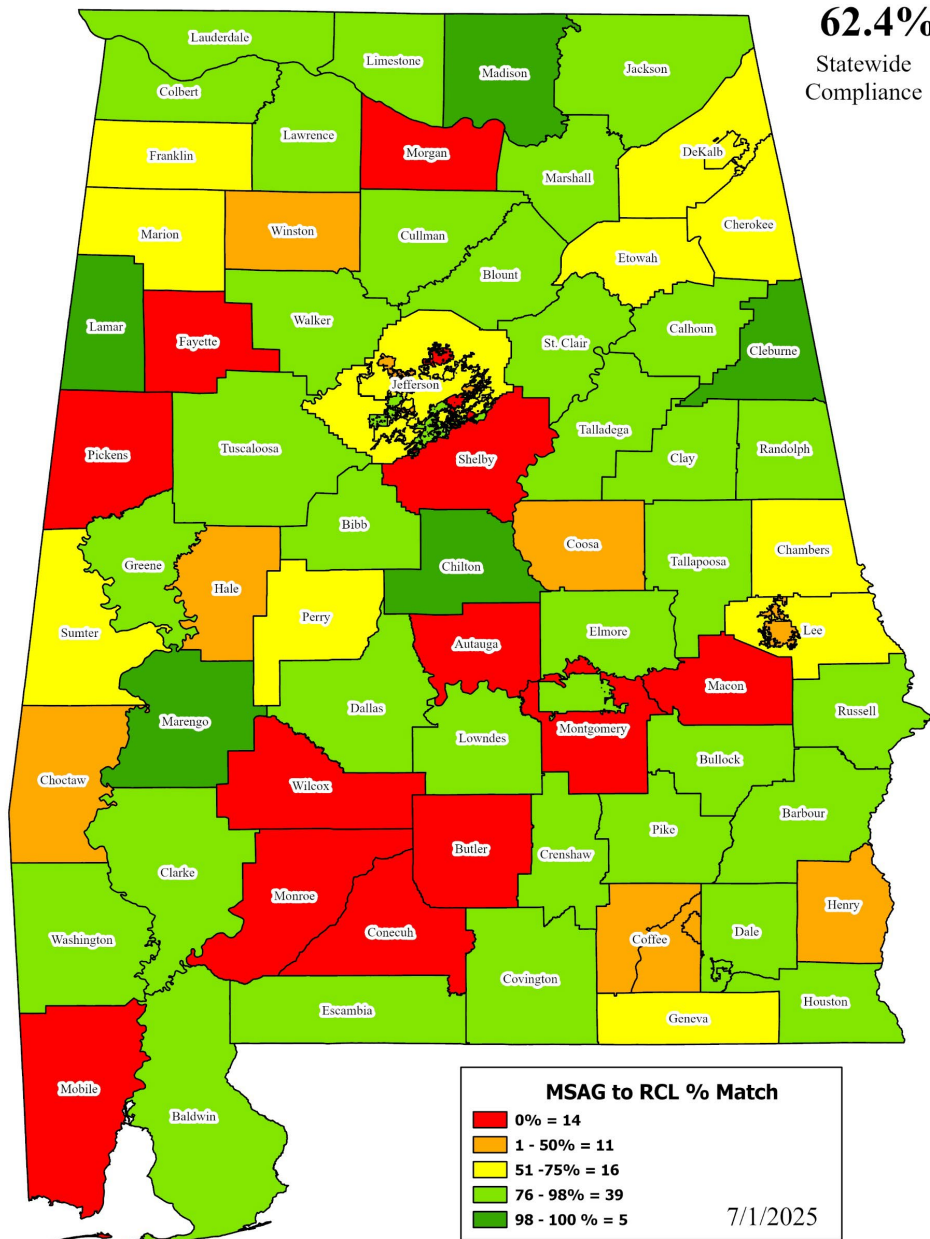 62.4%
Statewide
Compliance
Lauderdale
Limestone
Madison
Jackson
Colbert
Lawrence
Morgan
Franklin
DeKalb
Marshall
Cherokee
Marion
Winston
Cullman
Etowah
Blount
Lamar
Fayette
Walker
St. Clair
Calhoun
Cleburne
Jefferson
Pickens
Tuscaloosa
Shelby
Talladega
Clay
Randolph
Bibb
Greene
Hale
Chilton
Coosa
Tallapoosa
Chambers
Sumter
Perry
Autauga
Elmore
Lee
Macon
Marengo
Dallas
Lowndes
Montgomery
Russell
Bullock
Choctaw
Wilcox
Barbour
Pike
Butler
Crenshaw
Clarke
Monroe
Conecuh
Henry
Coffee
Dale
Washington
Covington
Escambia
Geneva
Houston
Mobile
Baldwin
MSAG to RCL % Match
0% = 14
1 - 50% = 11
51 -75% = 16
76 - 98% = 39
98 - 100 % = 5
7/1/2025